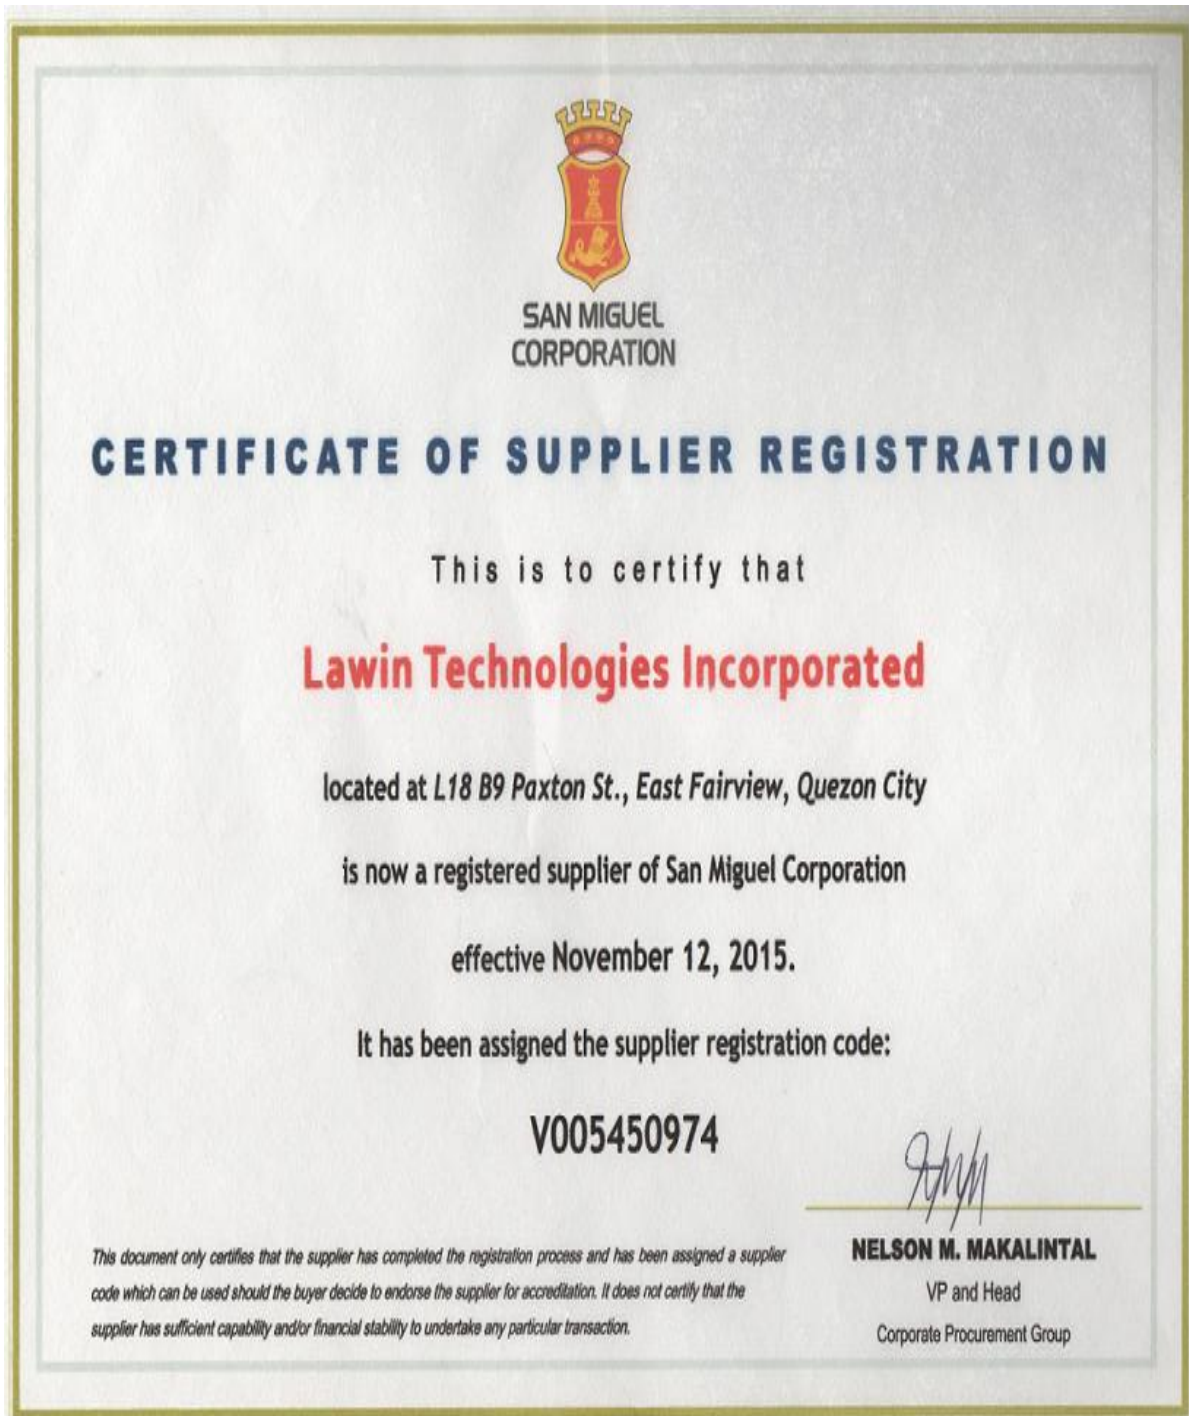 SAN MIGUEL
CORPORATION
CERTIFICATE OF SUPPLIER REGISTRATION
This is to certify that
Lawin Technologies Incorporated
located at L18 B9 Paxton St., East Fairview, Quezon City
is now a registered supplier of San Miguel Corporation
effective November 12, 2015.
It has been assigned the supplier registration code:
V005450974
This document only certifies that the supplier has completed the registration process and has been assigned a supplier
code which can be used should the buyer decide to endorse the supplier for accreditation. It does not certify that the
supplier has sufficient capability and/or financial stability to undertake any particular transaction.
NELSON M. MAKALINTAL
VP and Head
Corporate Procurement Group